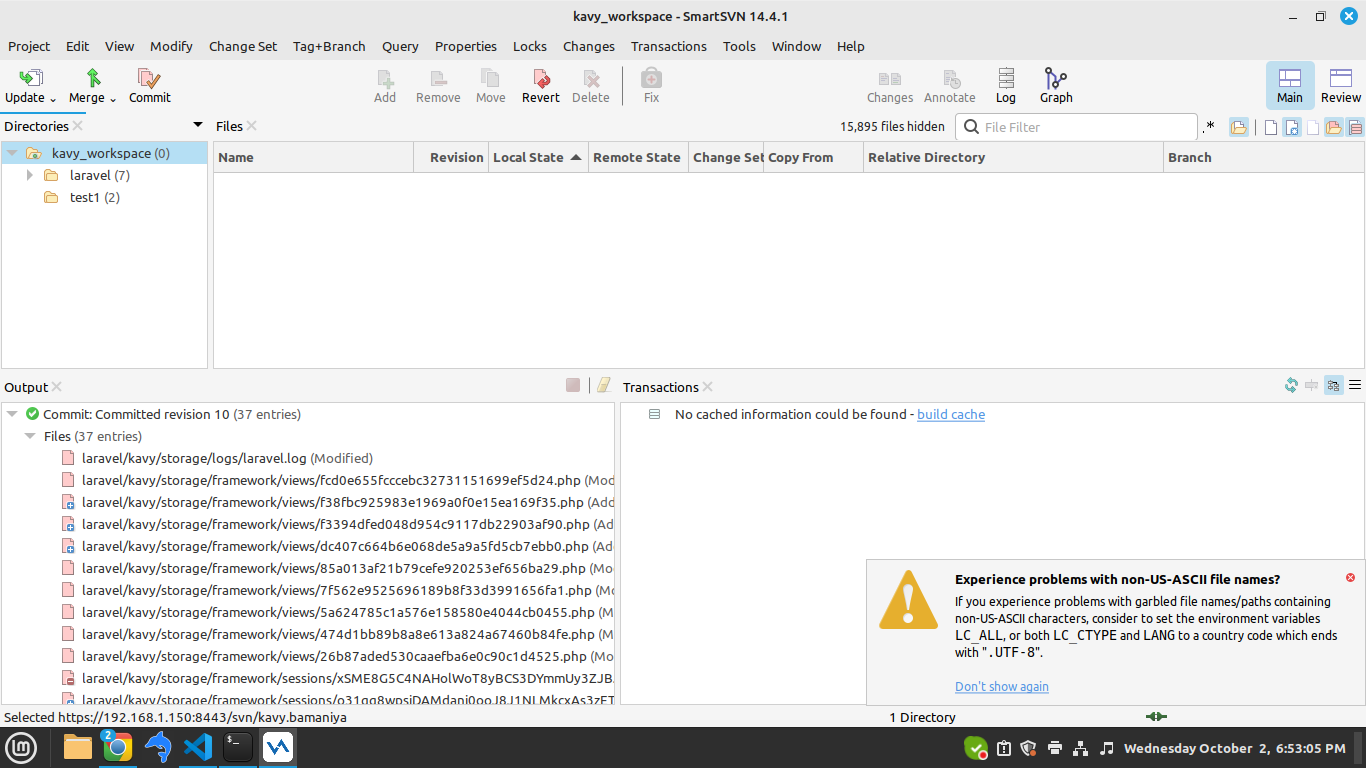 kavy_workspace - SmartSVN 14.4.1
Project Edit View Modify Change Set Tag+Branch Query Properties Locks Changes Transactions Tools Window Help
Update Merge Commit Add Remove Move Revert Delete Fix Changes Annotate Log Graph Main Review
Directories Files 15,895 files hidden File Filter .*
kavy_workspace (0)
laravel (7)
test1 (2)
Name Revision Local State Remote State Change Set Copy From Relative Directory Branch
Output
Commit: Committed revision 10 (37 entries)
Files (37 entries)
laravel/kavy/storage/logs/laravel.log (Modified)
laravel/kavy/storage/framework/views/fcd0e655fcccebc32731151699ef5d24.php (Mod
laravel/kavy/storage/framework/views/f38fbc925983e1969a0f0e15ea169f35.php (Add
laravel/kavy/storage/framework/views/f3394dfed048d954c9117db22903af90.php (Ad
laravel/kavy/storage/framework/views/dc407c664b6e068de5a9a5fd5cb7ebb0.php (Ad
laravel/kavy/storage/framework/views/85a013af21b79cefe920253ef656ba29.php (Mo
laravel/kavy/storage/framework/views/7f562e9525696189b8f33d3991656fa1.php (Mo
laravel/kavy/storage/framework/views/5a624785c1a576e158580e4044cb0455.php (M
laravel/kavy/storage/framework/views/474d1bb89b8a8e613a824a67460b84fe.php (M
laravel/kavy/storage/framework/views/26b87aded530caaefba6e0c90c1d4525.php (Mo
laravel/kavy/storage/framework/sessions/xSME8G5C4NAHolWoT8yBCS3DYmmUy3ZJB
Transactions
No cached information could be found - build cache
Experience problems with non-US-ASCII file names?
If you experience problems with garbled file names/paths containing
non-US-ASCII characters, consider to set the environment variables
LC_ALL, or both LC_CTYPE and LANG to a country code which ends
with ".UTF-8".
Don't show again
Selected https://192.168.1.150:8443/svn/kavy.bamaniya 1 Directory
2
Wednesday October 2, 6:53:05 PM